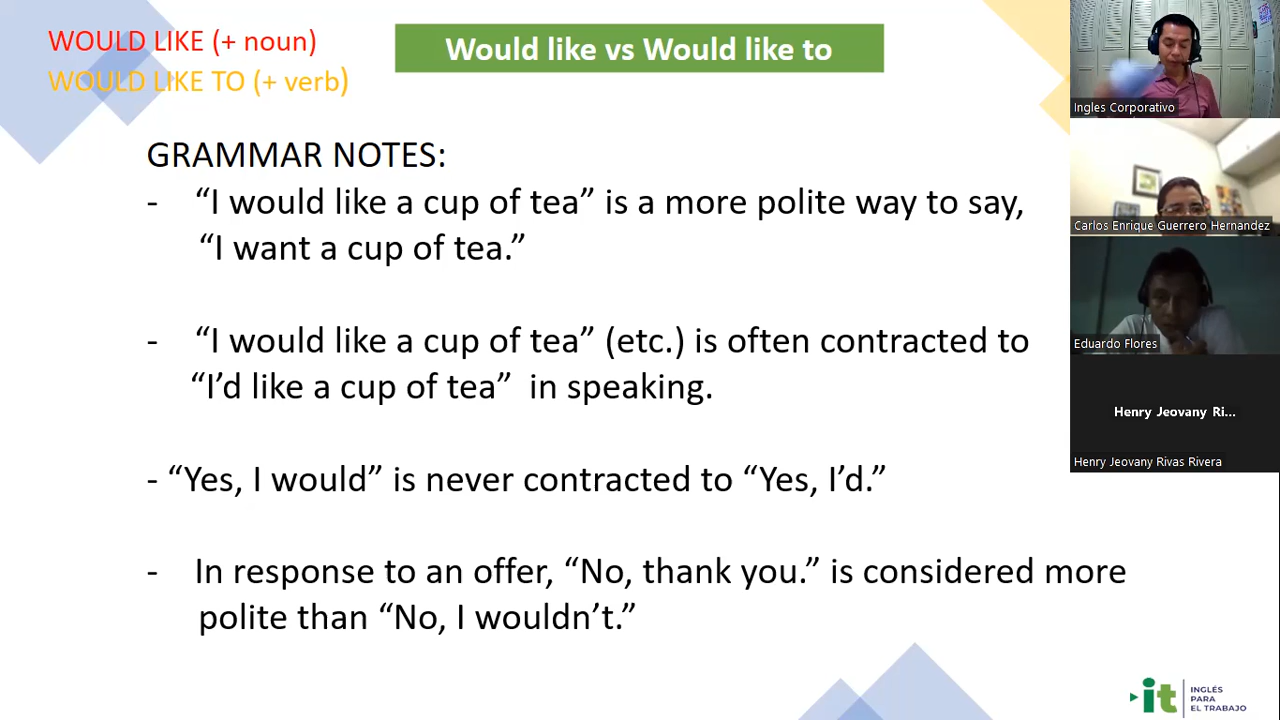 WOULD LIKE (+ noun)
WOULD LIKE TO (+ verb)
Would like vs Would like to
GRAMMAR NOTES:
- “I would like a cup of tea” is a more polite way to say,
“I want a cup of tea.”
- “I would like a cup of tea” (etc.) is often contracted to
“I’d like a cup of tea” in speaking.
- “Yes, I would” is never contracted to “Yes, I’d.”
- In response to an offer, “No, thank you.” is considered more
polite than “No, I wouldn’t.”
Ingles Corporativo
Carlos Enrique Guerrero Hernandez
Eduardo Flores
Henry Jeovany Ri...
Henry Jeovany Rivas Rivera
it
INGLÉS
PARA
EL TRABAJO